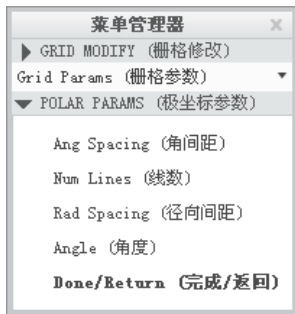 菜单管理器
GRID MODIFY (栅格修改)
Grid Params (栅格参数)
POLAR PARAMS (极坐标参数)
Ang Spacing (角间距)
Num Lines (线数)
Rad Spacing (径向间距)
Angle (角度)
Done/Return (完成/返回)